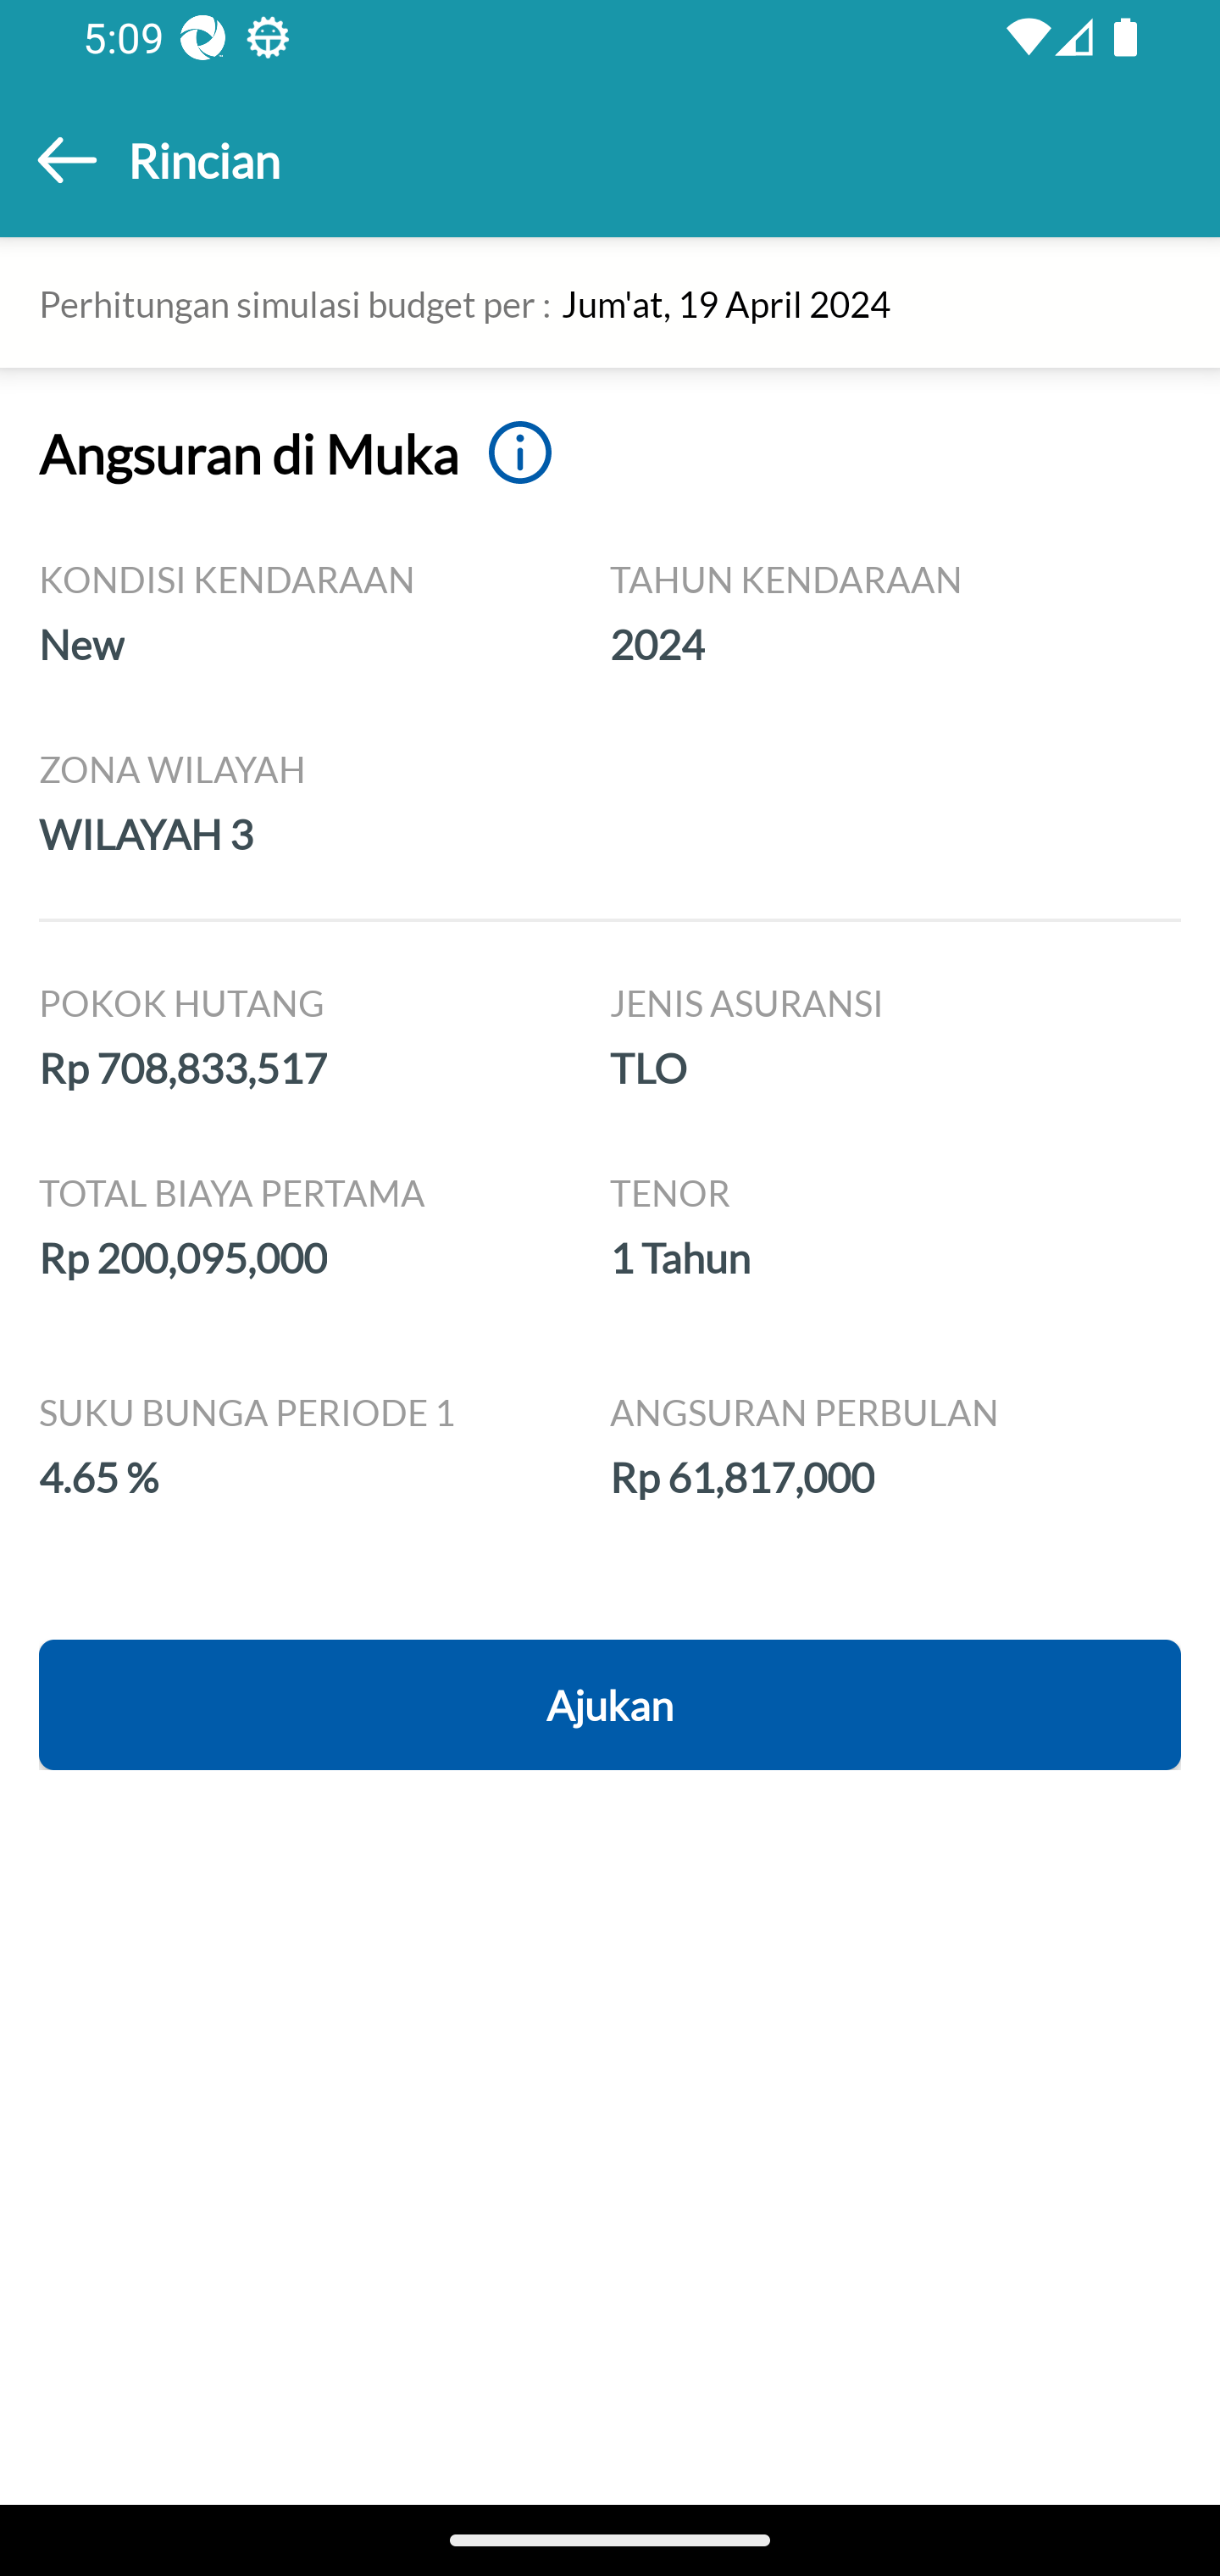 5:09
Rincian
Perhitungan simulasi budget per : Jum'at, 19 April 2024
Angsuran di Muka
KONDISI KENDARAAN TAHUN KENDARAAN
New 2024
ZONA WILAYAH
WILAYAH 3
POKOK HUTANG JENIS ASURANSI
Rp 708,833,517 TLO
TOTAL BIAYA PERTAMA TENOR
Rp 200,095,000 1 Tahun
SUKU BUNGA PERIODE 1 ANGSURAN PERBULAN
4.65 % Rp 61,817,000
Ajukan